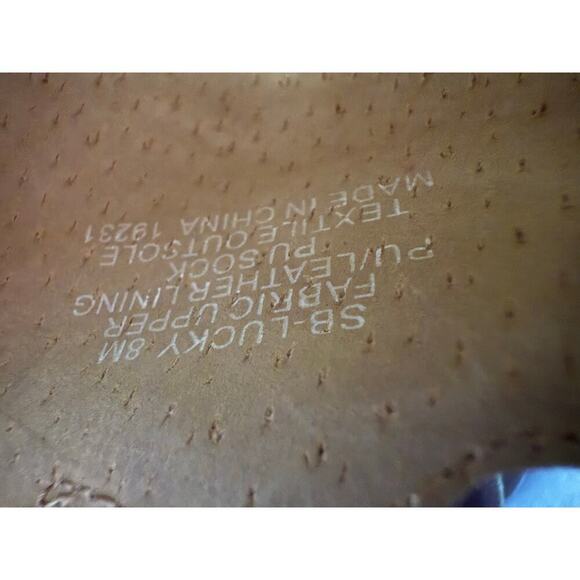 SB-LUCKY 8M
FABRIC UPPER
PU/LEATHER LINING
PU SOCK
TEXTILE OUTSOLE
MADE IN CHINA 19231